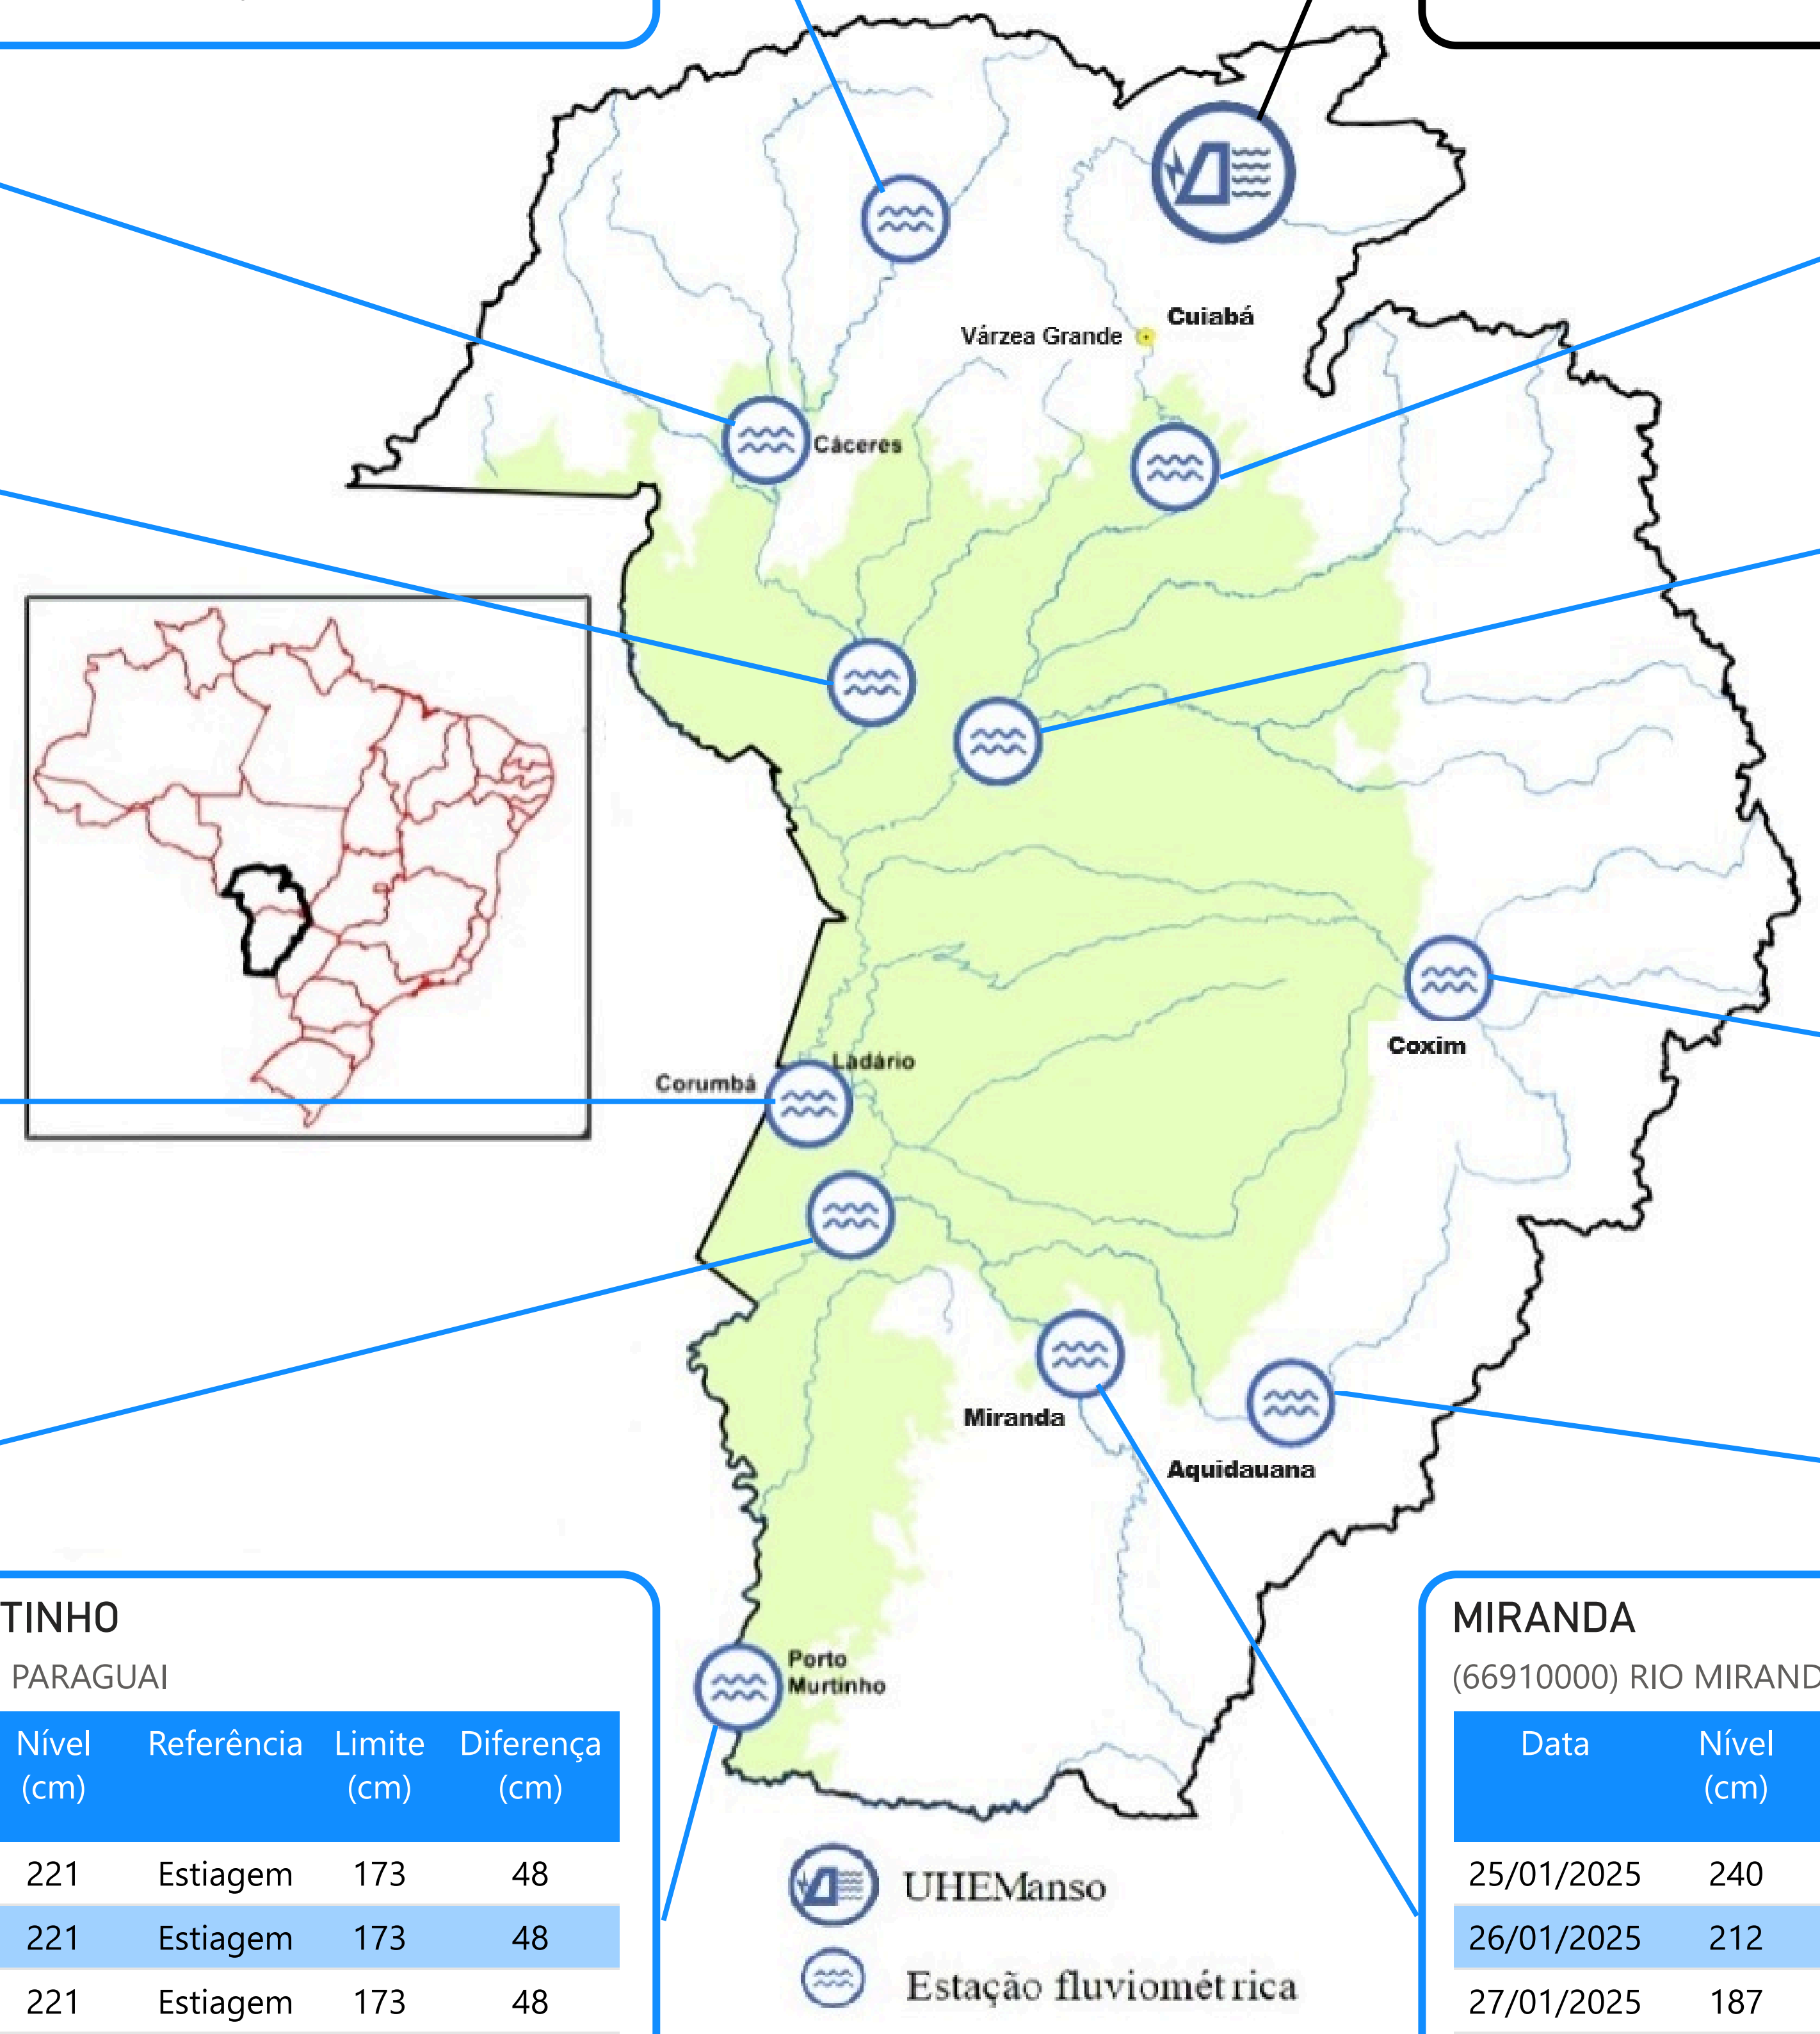 Cuiabá
Várzea Grande
Cáceres
Coxim
Ladário
Corumbá
Miranda
Aquidauana
Porto
Murtinho
TINHO
PARAGUAI
Nível Referência Limite Diferença
(cm) (cm) (cm)
221 Estiagem 173 48
221 Estiagem 173 48
221 Estiagem 173 48
UHEManso
Estação fluviométrica
MIRANDA
(66910000) RIO MIRAND
Data Nível
(cm)
25/01/2025 240
26/01/2025 212
27/01/2025 187